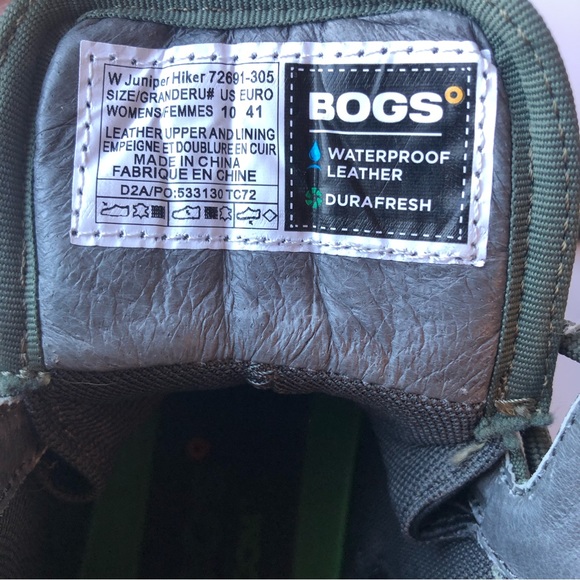 W Juniper Hiker 72691-305
SIZE/GRANDERU# US EURO
WOMENS/FEMMES 10 41
LEATHER UPPER AND LINING
EMPEIGNE ET DOUBLURE EN CUIR
MADE IN CHINA
FABRIQUE EN CHINE
D2A/PO:533130 TC72
BOGS
WATERPROOF
LEATHER
DURAFRESH